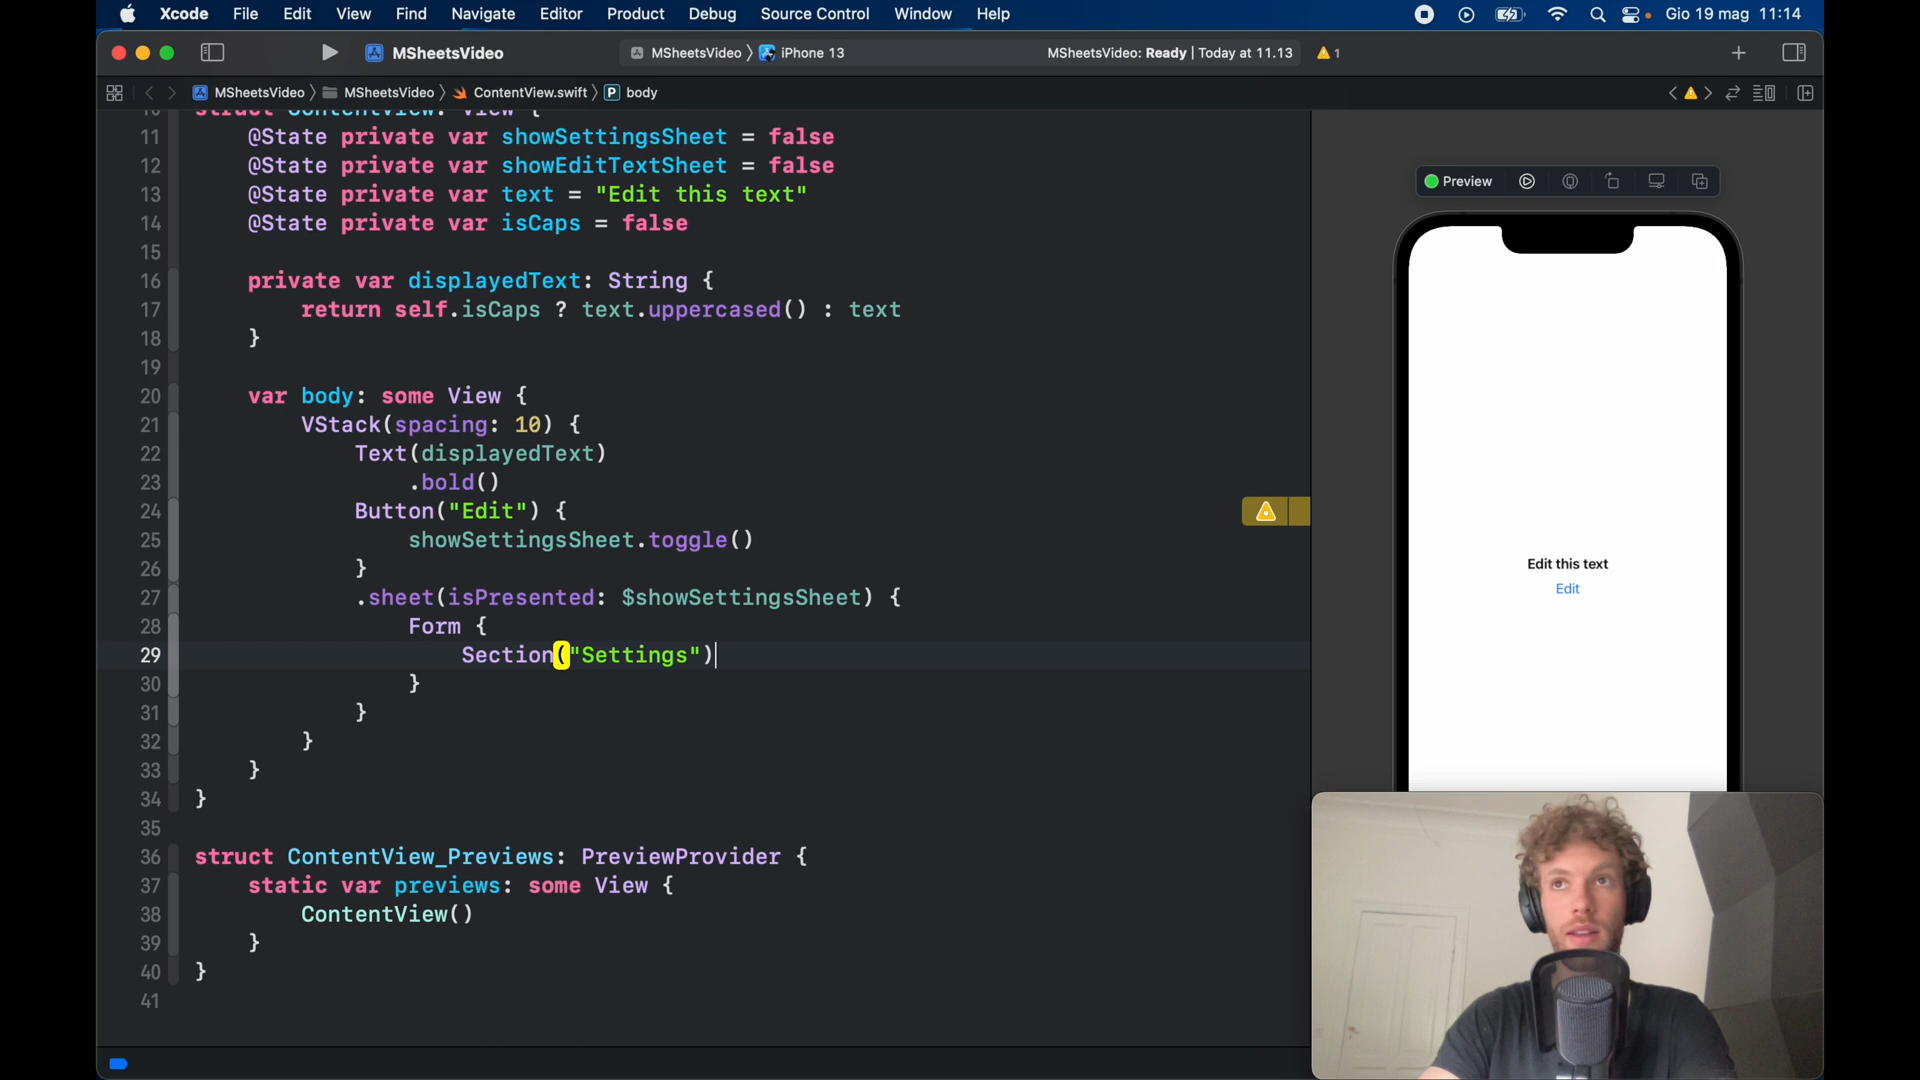 Xcode File Edit View Find Navigate Editor Product Debug Source Control Window Help Gio 19 mag 11:14
MSheetsVideo MSheetsVideo 〉 iPhone 13 MSheetsVideo: Ready | Today at 11.13 1
MSheetsVideo 〉 MSheetsVideo 〉 ContentView.swift 〉 P body
10 struct ContentView: View {
11 @State private var showSettingsSheet = false
12 @State private var showEditTextSheet = false
13 @State private var text = "Edit this text"
14 @State private var isCaps = false
15
16 private var displayedText: String {
17 return self.isCaps ? text.uppercased() : text
18 }
19
20 var body: some View {
21 VStack(spacing: 10) {
22 Text(displayedText)
23 .bold()
24 Button("Edit") {
25 showSettingsSheet.toggle()
26 }
27 .sheet(isPresented: $showSettingsSheet) {
28 Form {
29 Section("Settings")
30 }
31 }
32 }
33 }
34 }
35
36 struct ContentView_Previews: PreviewProvider {
37 static var previews: some View {
38 ContentView()
39 }
40 }
41
Preview
Edit this text
Edit